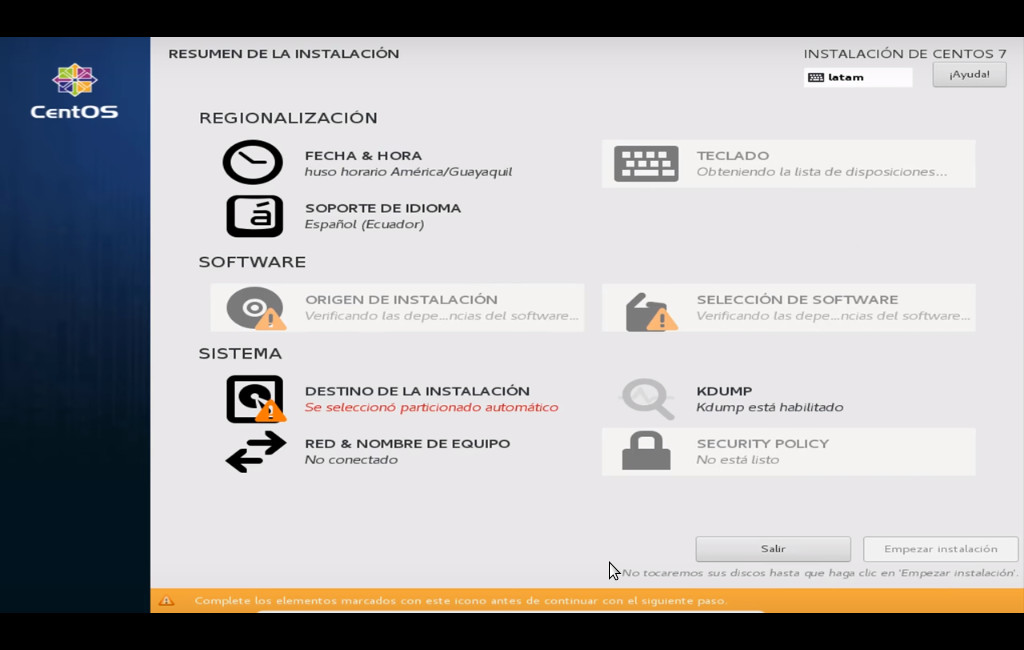 RESUMEN DE LA INSTALACIÓN
INSTALACIÓN DE CENTOS 7
latam
¡Ayuda!
CentOS
REGIONALIZACIÓN
FECHA & HORA
huso horario América/Guayaquil
TECLADO
Obteniendo la lista de disposiciones...
á
SOPORTE DE IDIOMA
Español (Ecuador)
SOFTWARE
ORIGEN DE INSTALACIÓN
Verificando las depe...ncias del software...
SELECCIÓN DE SOFTWARE
Verificando las depe...ncias del software...
SISTEMA
DESTINO DE LA INSTALACIÓN
Se seleccionó particionado automático
KDUMP
Kdump está habilitado
RED & NOMBRE DE EQUIPO
No conectado
SECURITY POLICY
No está listo
Salir
Empezar instalación
No tocaremos sus discos hasta que haga clic en 'Empezar instalación'.
Complete los elementos marcados con este icono antes de continuar con el siguiente paso.